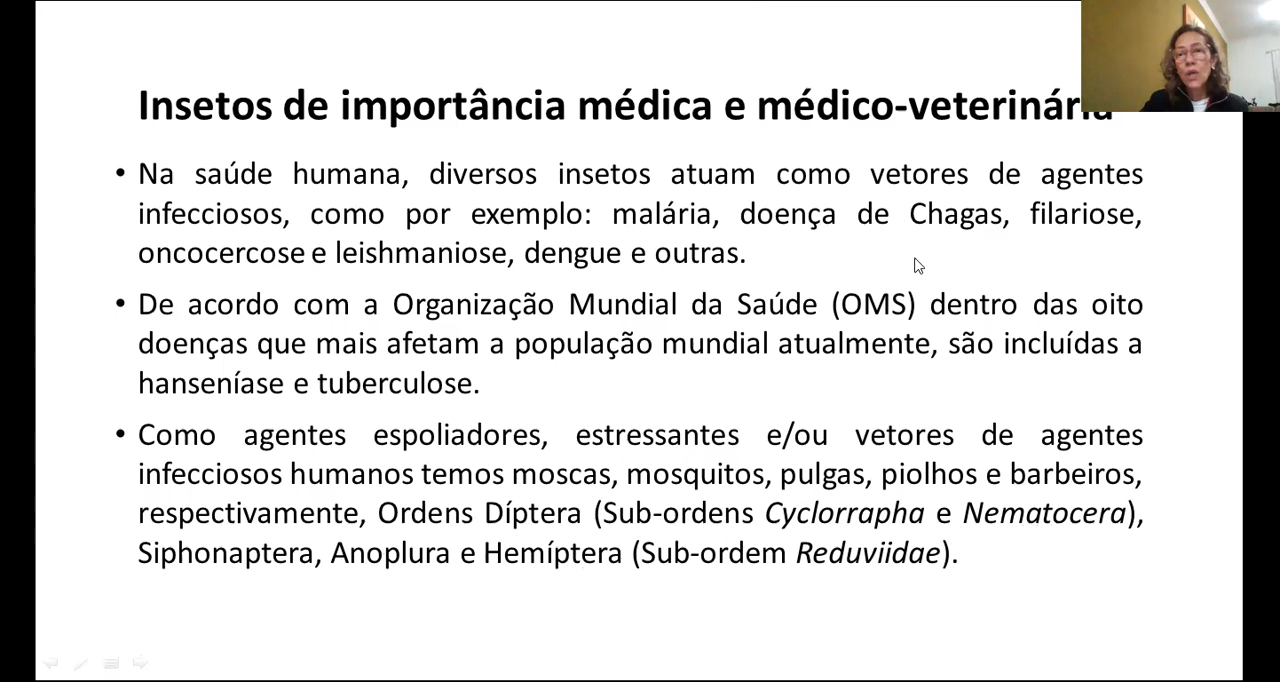 Insetos de importância médica e médico-veterinária
• Na saúde humana, diversos insetos atuam como vetores de agentes
infecciosos, como por exemplo: malária, doença de Chagas, filariose,
oncocercose e leishmaniose, dengue e outras.
• De acordo com a Organização Mundial da Saúde (OMS) dentro das oito
doenças que mais afetam a população mundial atualmente, são incluídas a
hanseníase e tuberculose.
• Como agentes espoliadores, estressantes e/ou vetores de agentes
infecciosos humanos temos moscas, mosquitos, pulgas, piolhos e barbeiros,
respectivamente, Ordens Díptera (Sub-ordens Cyclorrapha e Nematocera),
Siphonaptera, Anoplura e Hemíptera (Sub-ordem Reduviidae).